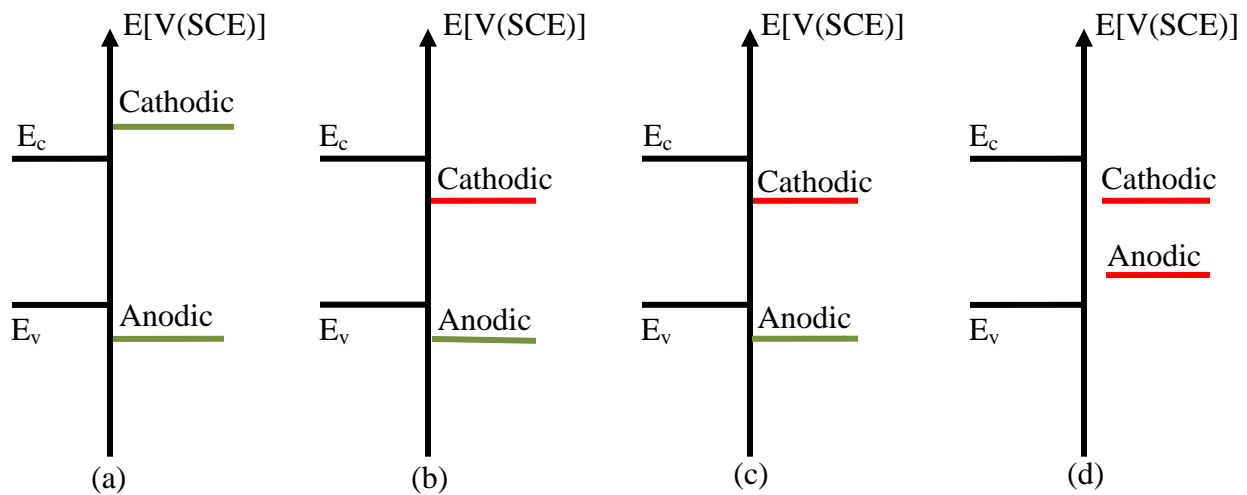 E[V(SCE)] E[V(SCE)] E[V(SCE)] E[V(SCE)]
Cathodic
Ec Ec Ec Ec
Cathodic Cathodic Cathodic
Anodic
Anodic Anodic Anodic
Ev Ev Ev Ev
(a) (b) (c) (d)